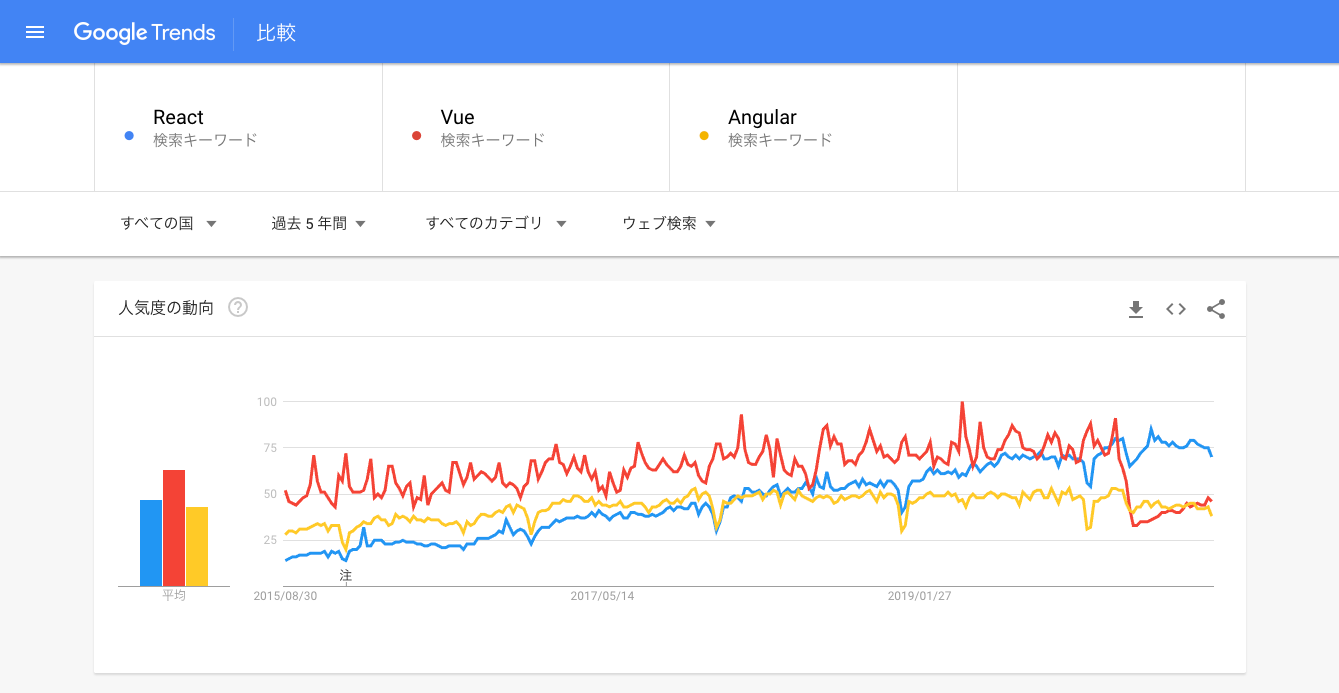 Google Trends 比較
React
検索キーワード
Vue
検索キーワード
Angular
検索キーワード
すべての国
過去 5 年間
すべてのカテゴリ
ウェブ検索
人気度の動向 ?
100
75
50
25
注
平均
2015/08/30
2017/05/14
2019/01/27